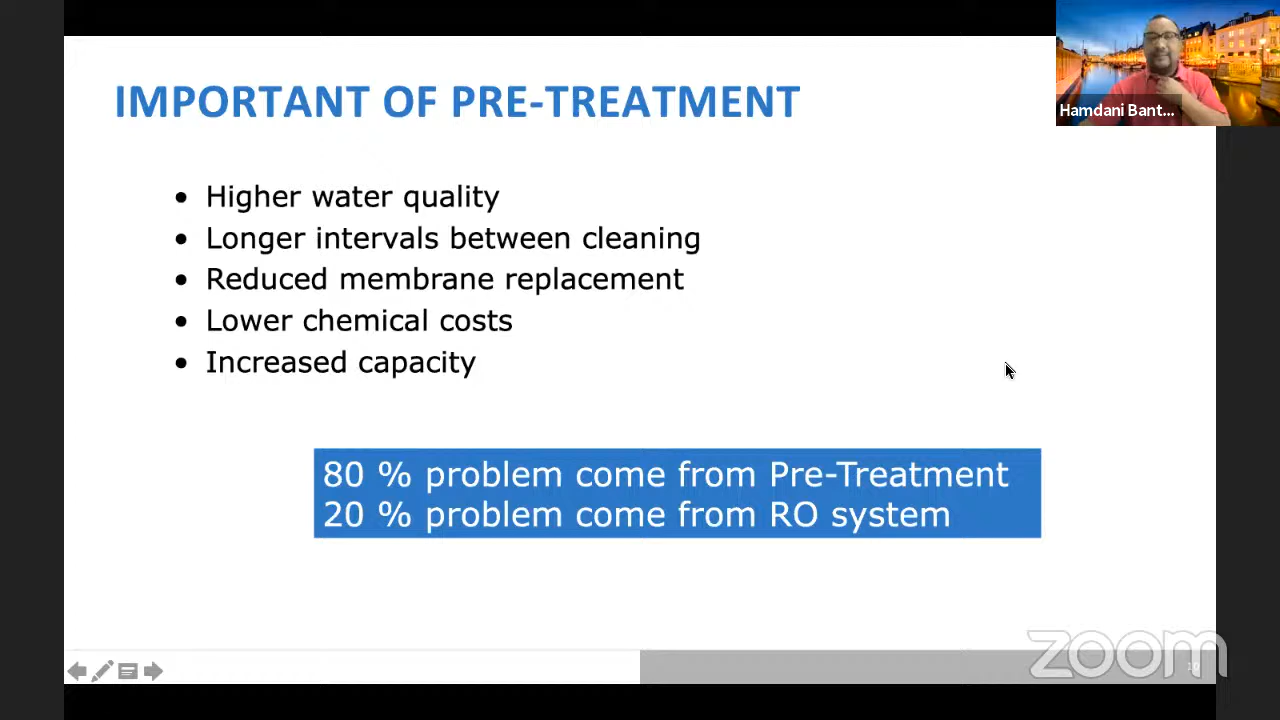 IMPORTANT OF PRE-TREATMENT
Hamdani Bant...
• Higher water quality
• Longer intervals between cleaning
• Reduced membrane replacement
• Lower chemical costs
• Increased capacity
80 % problem come from Pre-Treatment
20 % problem come from RO system
zoom